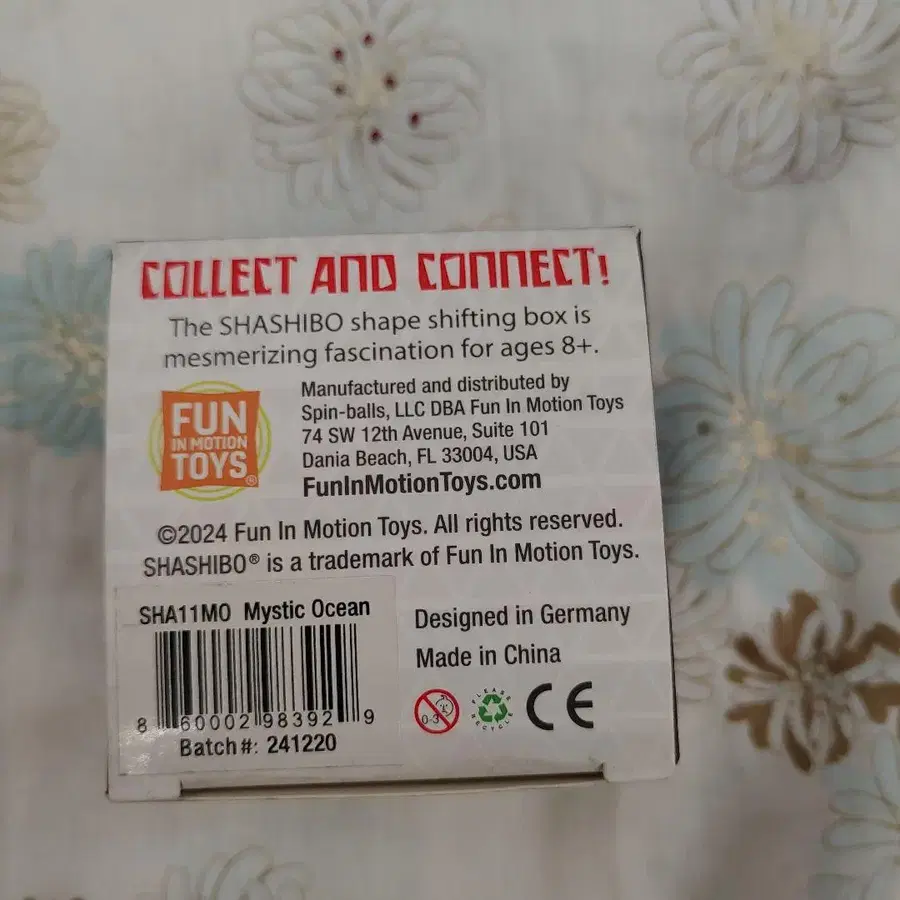 COLLECT AND CONNECT!
The SHASHIBO shape shifting box is
mesmerizing fascination for ages 8+.
FUN
IN MOTION
TOYS®
Manufactured and distributed by
Spin-balls, LLC DBA Fun In Motion Toys
74 SW 12th Avenue, Suite 101
Dania Beach, FL 33004, USA
FunInMotionToys.com
©2024 Fun In Motion Toys. All rights reserved.
SHASHIBO® is a trademark of Fun In Motion Toys.
SHA11MO Mystic Ocean
8 60002 98392 9
Batch#: 241220
Designed in Germany
Made in China
0-3
PLEASE
RECYCLE
CE